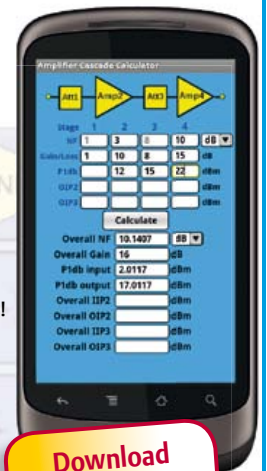 Amplifier Cascade Calculator
Att1 Amp2 Att3 Amp4
Stage 1 2 3 4
NF 1 3 8 10 dB
Gain/Loss 1 10 8 15 dB
P1db 12 15 22 dBm
OIP2 dBm
OIP3 dBm
Calculate
Overall NF 10.1407 dB
Overall Gain 16 dB
P1db input 2.0117 dBm
P1db output 17.0117 dBm
Overall IIP2 dBm
Overall OIP2 dBm
Overall IIP3 dBm
Overall OIP3 dBm
!
Download